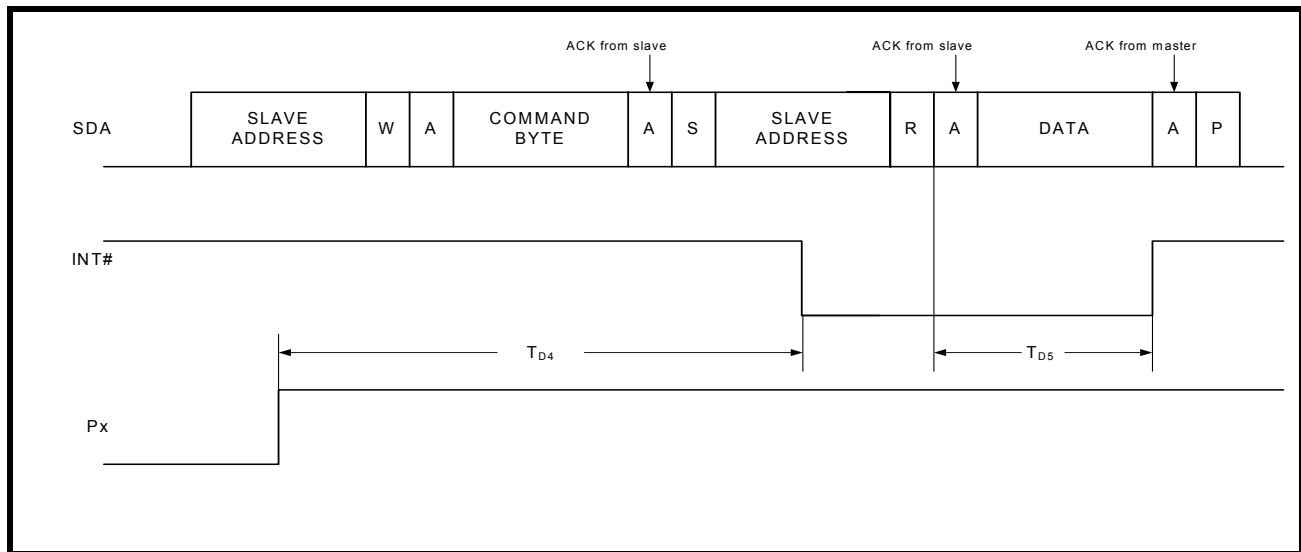 ACK from slave
ACK from slave
ACK from master
SDA
SLAVE ADDRESS
W
A
COMMAND BYTE
A
S
SLAVE ADDRESS
R
A
DATA
A
P
INT#
TD4
TD5
Px